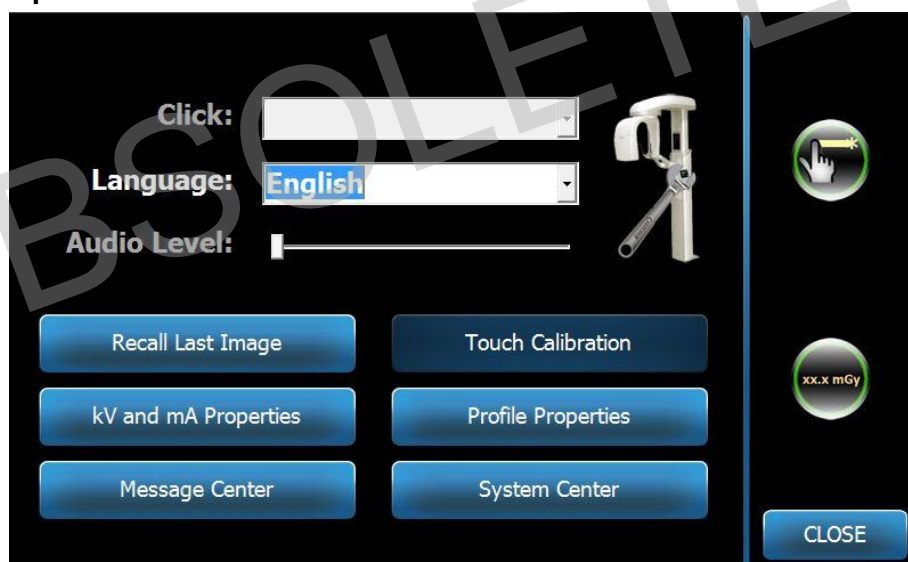 OBSOLETE
Click:
Language: English
Audio Level:
Recall Last Image
Touch Calibration
kV and mA Properties
Profile Properties
Message Center
System Center
xx.x mGy
CLOSE